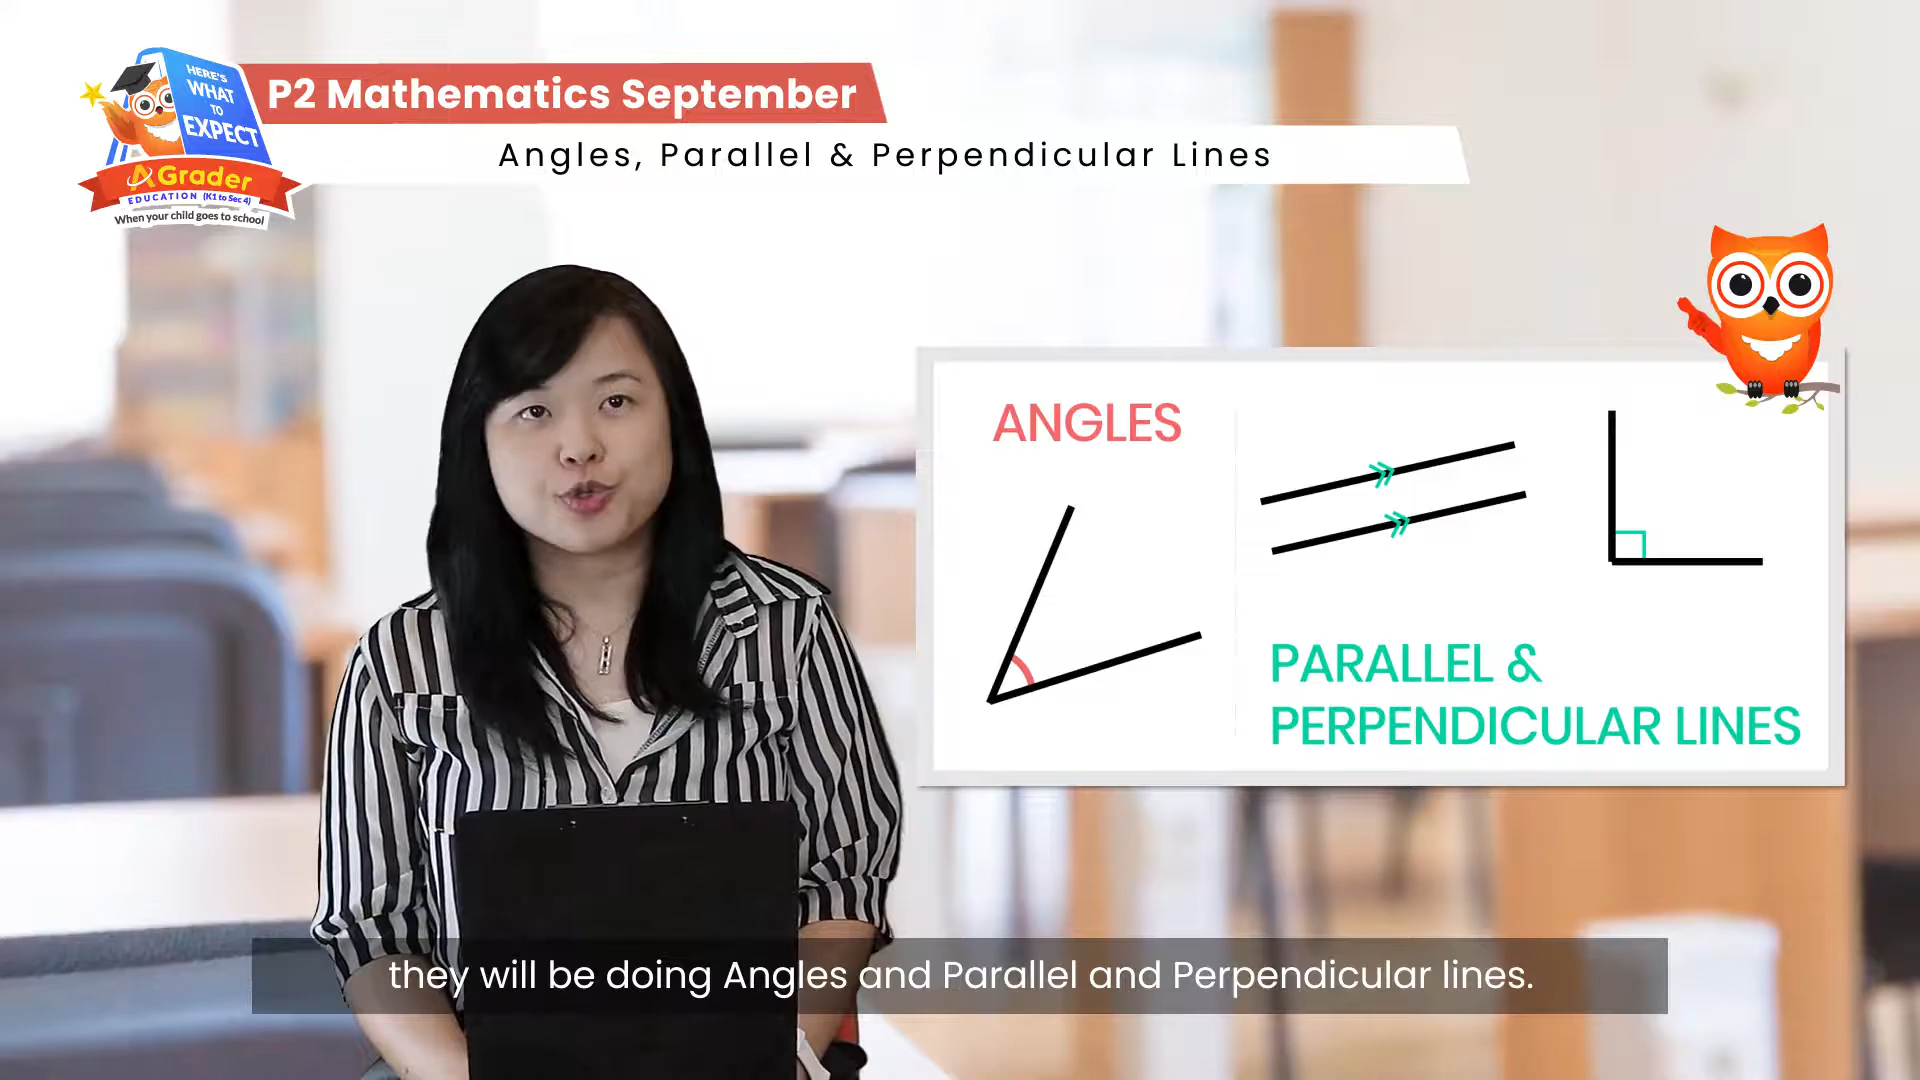 HERE'S
WHAT
TO
EXPECT
AGrader
EDUCATION (K1 to Sec 4)
When your child goes to school
P2 Mathematics September
Angles, Parallel & Perpendicular Lines
ANGLES
PARALLEL &
PERPENDICULAR LINES
they will be doing Angles and Parallel and Perpendicular lines.